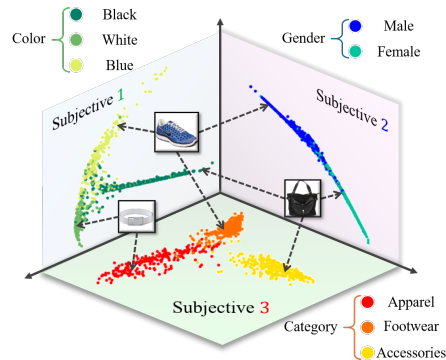 Color
Black
White
Blue
Gender
Male
Female
Subjective 1
Subjective 2
Subjective 3
Category
Apparel
Footwear
Accessories